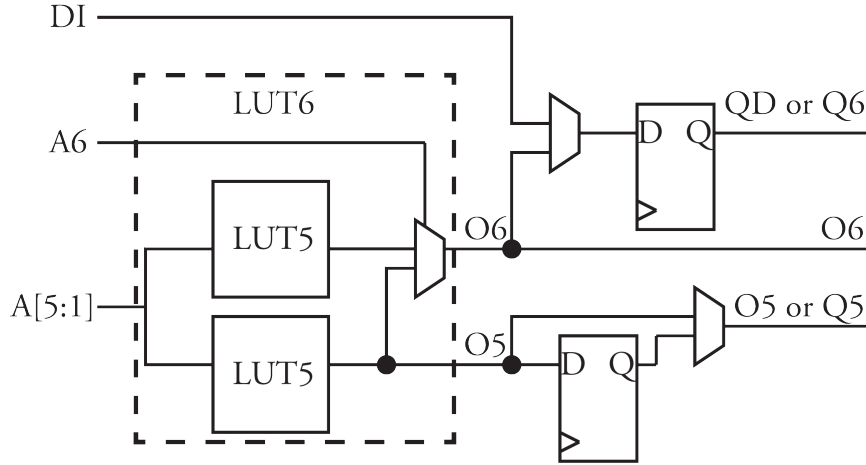 DI
LUT6
QD or Q6
A6
D Q
LUT5
O6
O6
A[5:1]
O5 or Q5
LUT5
O5
D Q